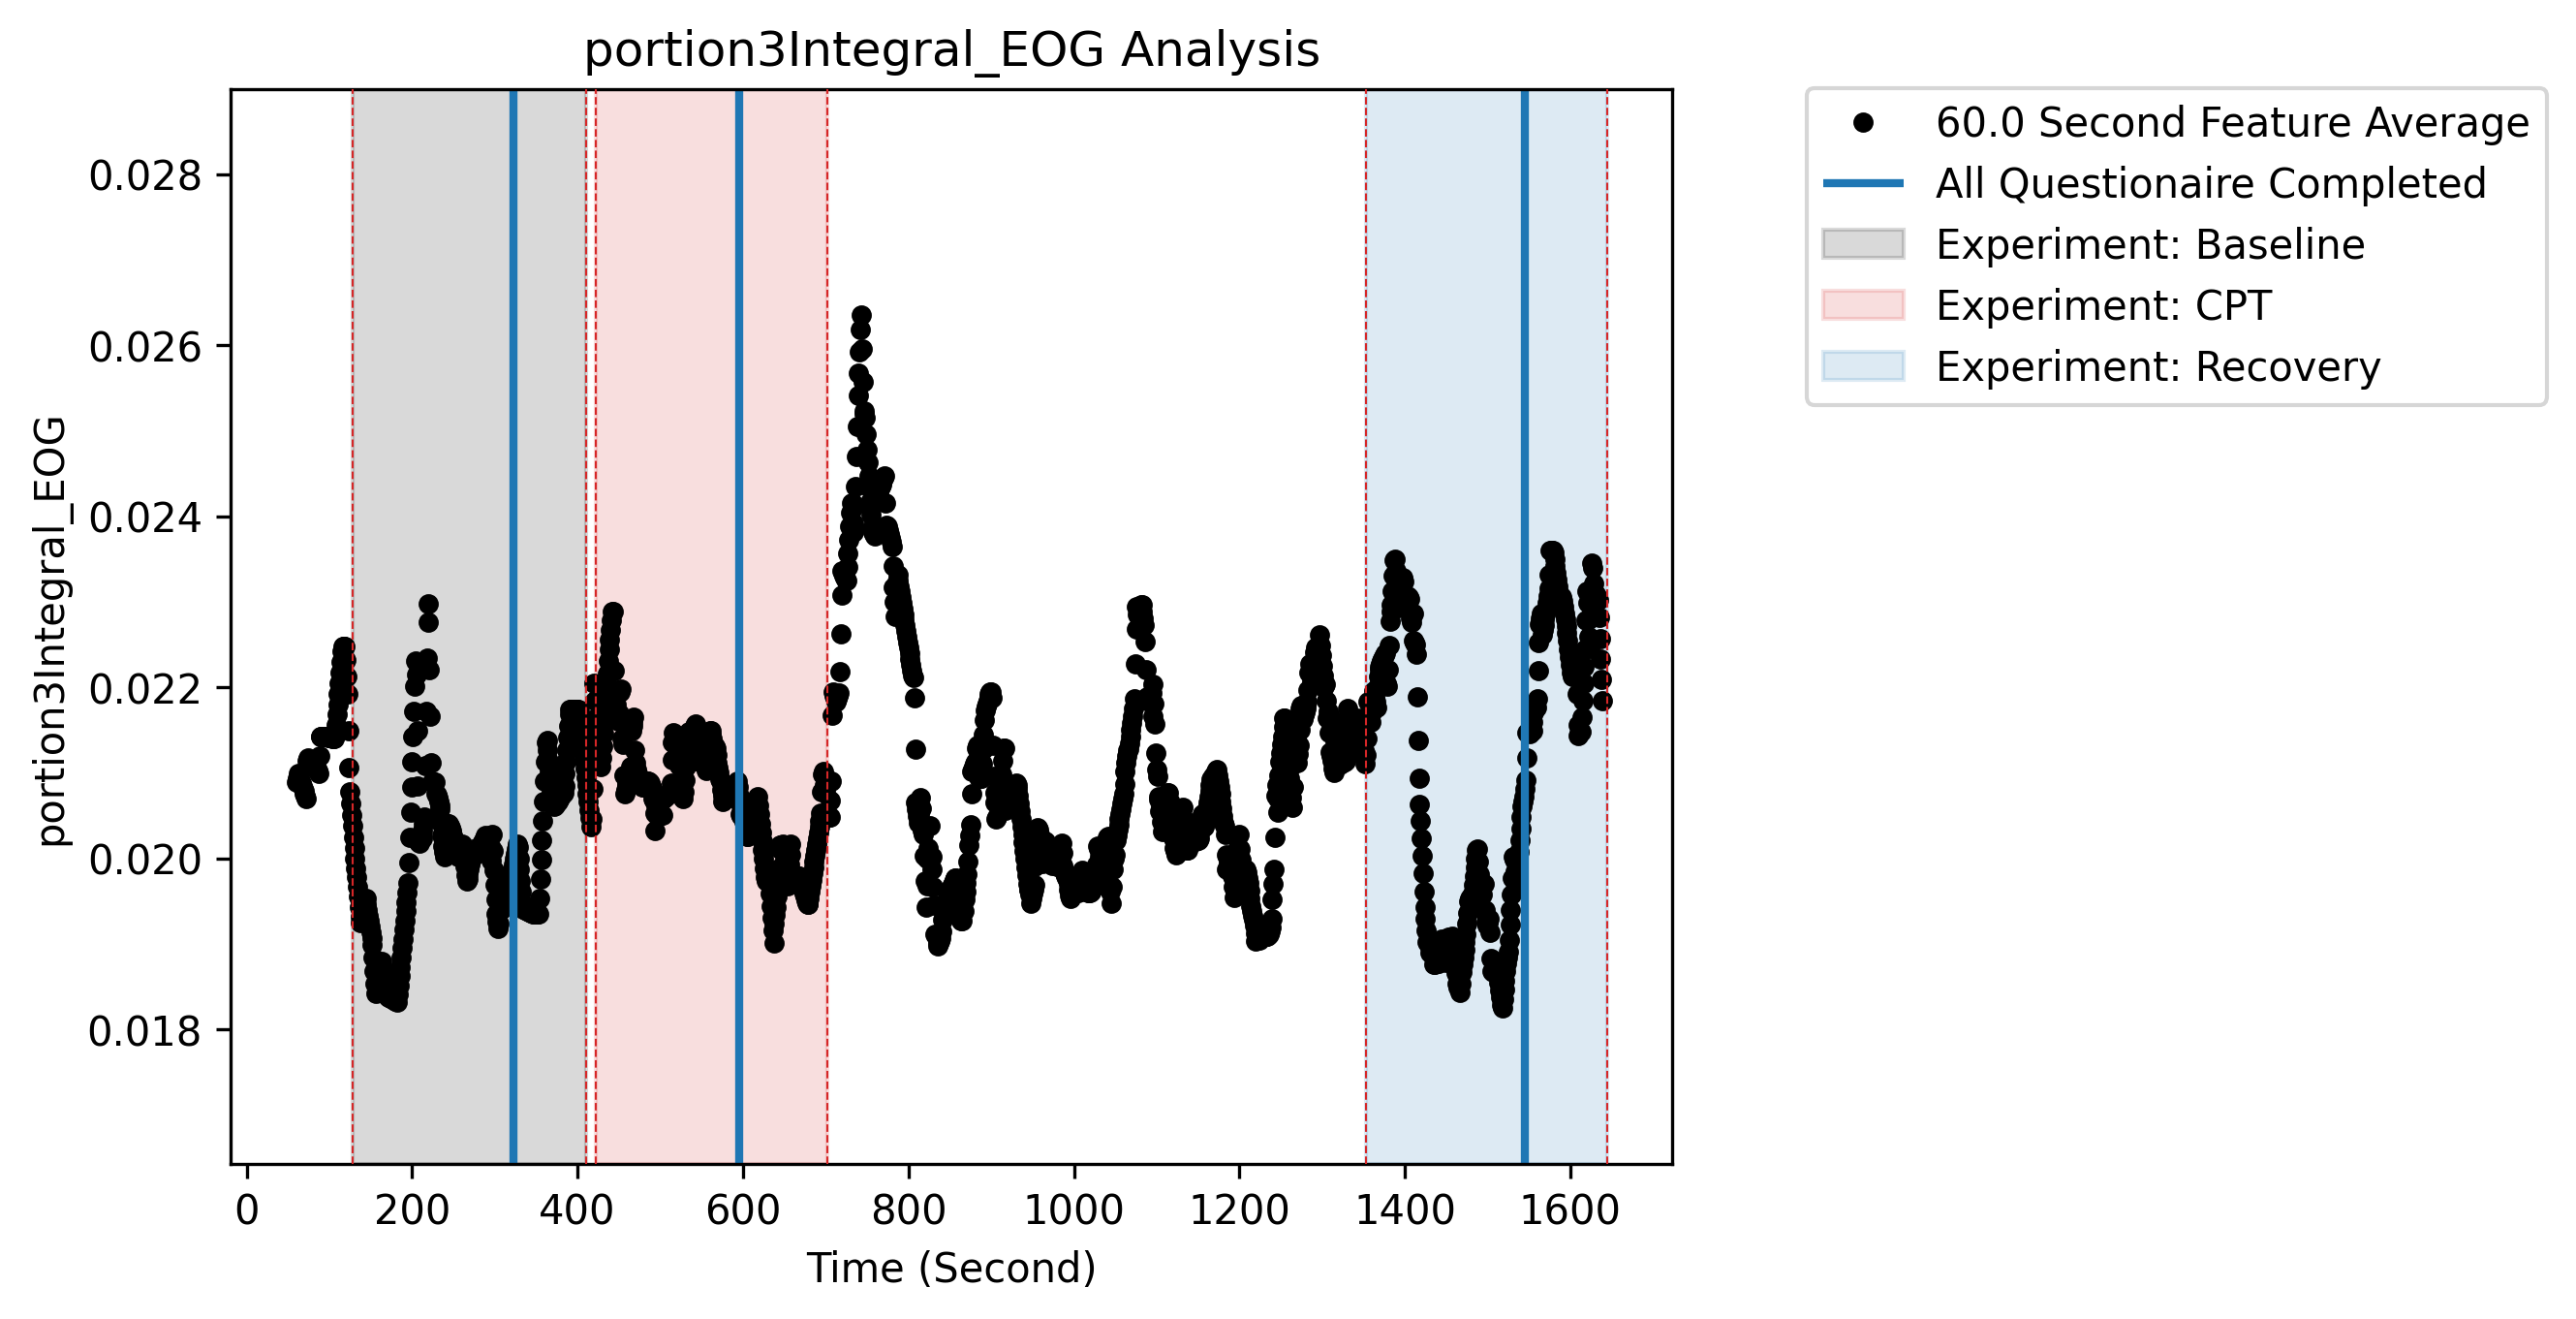 portion3Integral_EOG Analysis
60.0 Second Feature Average
All Questionaire Completed
Experiment: Baseline
Experiment: CPT
Experiment: Recovery
portion3Integral_EOG
0.028
0.026
0.024
0.022
0.020
0.018
0 200 400 600 800 1000 1200 1400 1600
Time (Second)